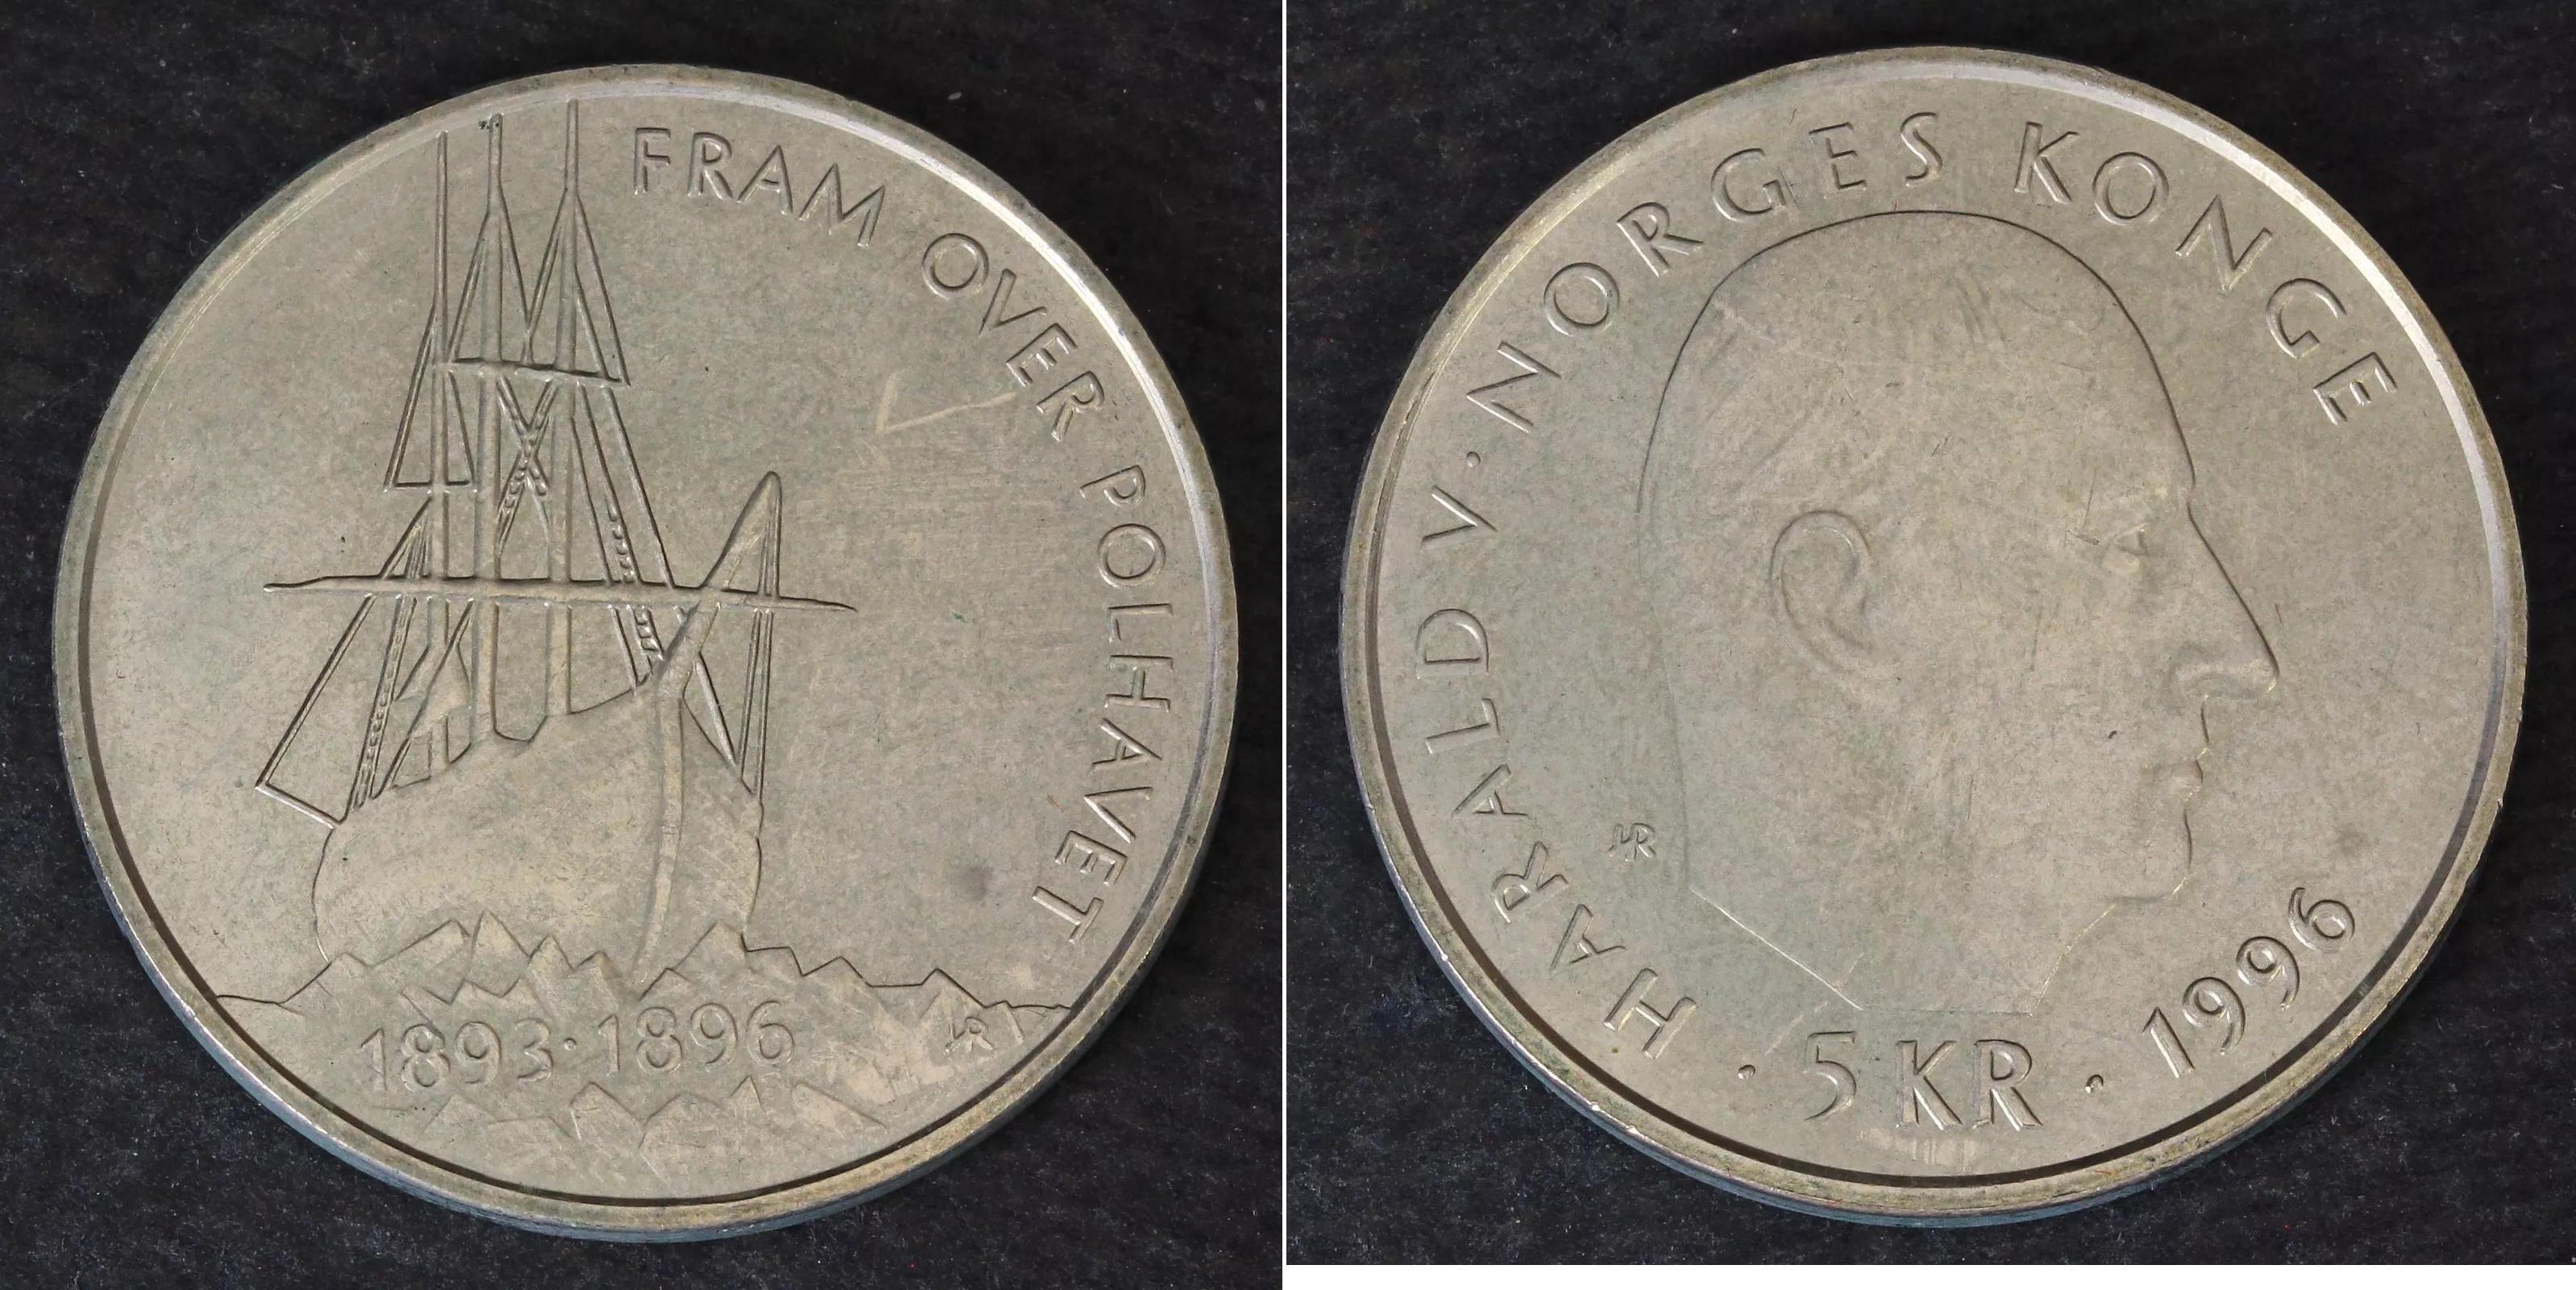 FRAM OVER POLHAVET
1893·1896
HARALD V·NORGES KONGE
·5 KR·1996